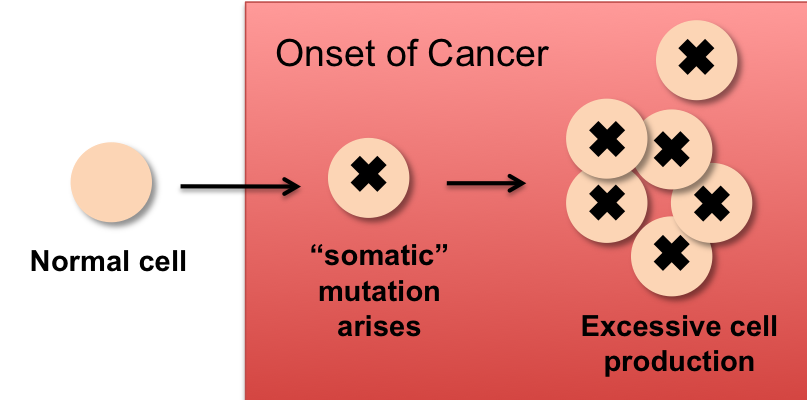 Onset of Cancer
Normal cell
“somatic”
mutation
arises
Excessive cell
production